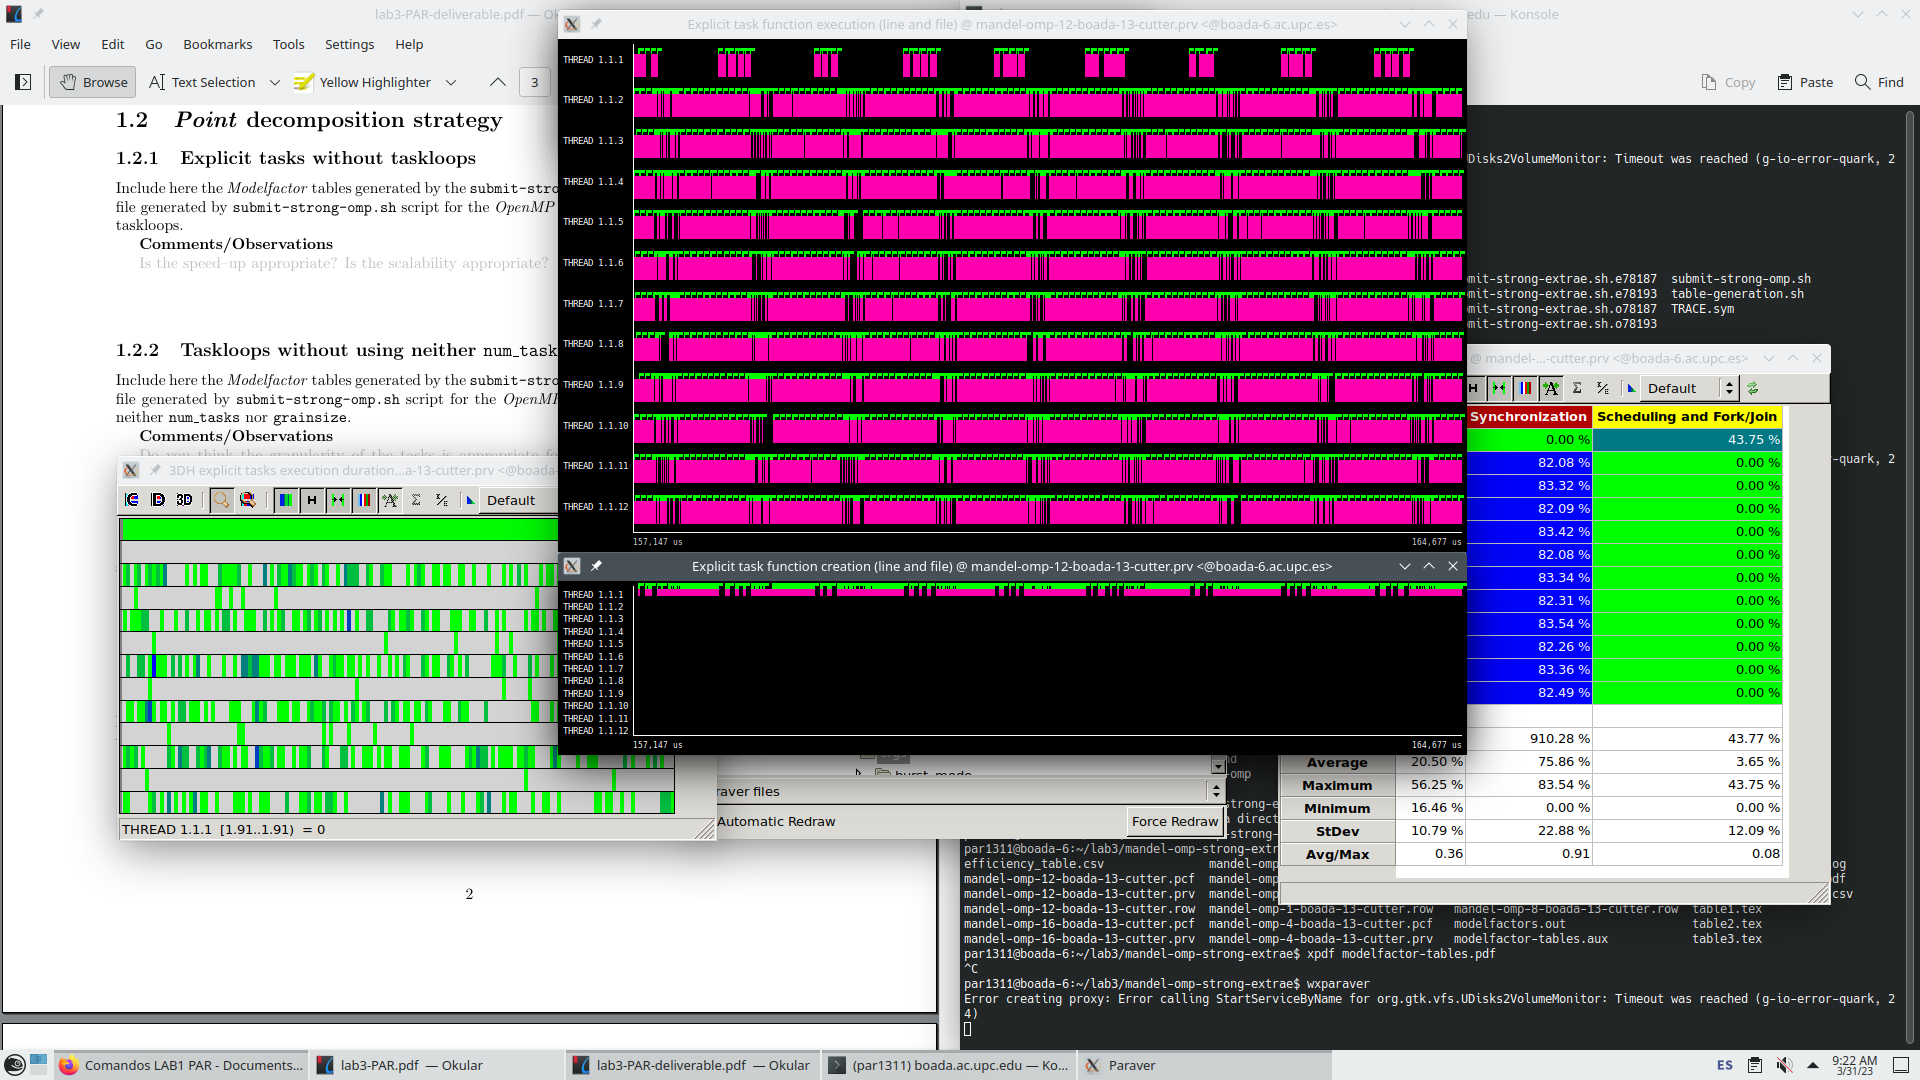 lab3-PAR-deliverable.pdf — Ok
File View Edit Go Bookmarks Tools Settings Help
Browse Text Selection Yellow Highlighter 3
1.2 Point decomposition strategy
1.2.1 Explicit tasks without taskloops
Include here the Modelfactor tables generated by the submit-stro
file generated by submit-strong-omp.sh script for the OpenMP
taskloops.
Comments/Observations
Is the speed–up appropriate? Is the scalability appropriate?
1.2.2 Taskloops without using neither num_task
Include here the Modelfactor tables generated by the submit-stro
file generated by submit-strong-omp.sh script for the OpenMP
neither num_tasks nor grainsize.
Comments/Observations
Do you think the granularity of the tasks is appropriate fo
3DH explicit tasks execution duration...a-13-cutter.prv <@boada-
3D H Σ Default
THREAD 1.1.1 [1.91..1.91) = 0
2
Explicit task function execution (line and file) @ mandel-omp-12-boada-13-cutter.prv <@boada-6.ac.upc.es>
THREAD 1.1.1
THREAD 1.1.2
THREAD 1.1.3
THREAD 1.1.4
THREAD 1.1.5
THREAD 1.1.6
THREAD 1.1.7
THREAD 1.1.8
THREAD 1.1.9
THREAD 1.1.10
THREAD 1.1.11
THREAD 1.1.12
157,147 us 164,677 us
Explicit task function creation (line and file) @ mandel-omp-12-boada-13-cutter.prv <@boada-6.ac.upc.es>
THREAD 1.1.1
THREAD 1.1.2
THREAD 1.1.3
THREAD 1.1.4
THREAD 1.1.5
THREAD 1.1.6
THREAD 1.1.7
THREAD 1.1.8
THREAD 1.1.9
THREAD 1.1.10
THREAD 1.1.11
THREAD 1.1.12
157,147 us 164,677 us
burst_mode
raver files
Automatic Redraw Force Redraw
edu — Konsole
Copy Paste Find
UDisks2VolumeMonitor: Timeout was reached (g-io-error-quark, 2
mit-strong-extrae.sh.e78187 submit-strong-omp.sh
mit-strong-extrae.sh.e78193 table-generation.sh
mit-strong-extrae.sh.o78187 TRACE.sym
mit-strong-extrae.sh.o78193
@ mandel-...-cutter.prv <@boada-6.ac.upc.es>
H Σ Default
Synchronization Scheduling and Fork/Join
0.00 % 43.75 %
82.08 % 0.00 %
-quark, 2
83.32 % 0.00 %
82.09 % 0.00 %
83.42 % 0.00 %
82.08 % 0.00 %
83.34 % 0.00 %
82.31 % 0.00 %
83.54 % 0.00 %
82.26 % 0.00 %
83.36 % 0.00 %
82.49 % 0.00 %
910.28 % 43.77 %
Average 20.50 % 75.86 % 3.65 %
Maximum 56.25 % 83.54 % 43.75 %
Minimum 16.46 % 0.00 % 0.00 %
StDev 10.79 % 22.88 % 12.09 %
Avg/Max 0.36 0.91 0.08
-omp
trong-e
a direct
-strong-
par1311@boada-6:~/lab3/mandel-omp-strong-extr
efficiency_table.csv mandel-omp og
mandel-omp-12-boada-13-cutter.pcf mandel-omp df
mandel-omp-12-boada-13-cutter.prv mandel-omp csv
mandel-omp-12-boada-13-cutter.row mandel-omp-1-boada-13-cutter.row mandel-omp-8-boada-13-cutter.row table1.tex
mandel-omp-16-boada-13-cutter.pcf mandel-omp-4-boada-13-cutter.pcf modelfactors.out table2.tex
mandel-omp-16-boada-13-cutter.prv mandel-omp-4-boada-13-cutter.prv modelfactor-tables.aux table3.tex
par1311@boada-6:~/lab3/mandel-omp-strong-extrae$ xpdf modelfactor-tables.pdf
^C
par1311@boada-6:~/lab3/mandel-omp-strong-extrae$ wxparaver
Error creating proxy: Error calling StartServiceByName for org.gtk.vfs.UDisks2VolumeMonitor: Timeout was reached (g-io-error-quark, 2
4)
Comandos LAB1 PAR - Documents... lab3-PAR.pdf — Okular lab3-PAR-deliverable.pdf — Okular (par1311) boada.ac.upc.edu — Ko... Paraver ES 9:22 AM
3/31/23